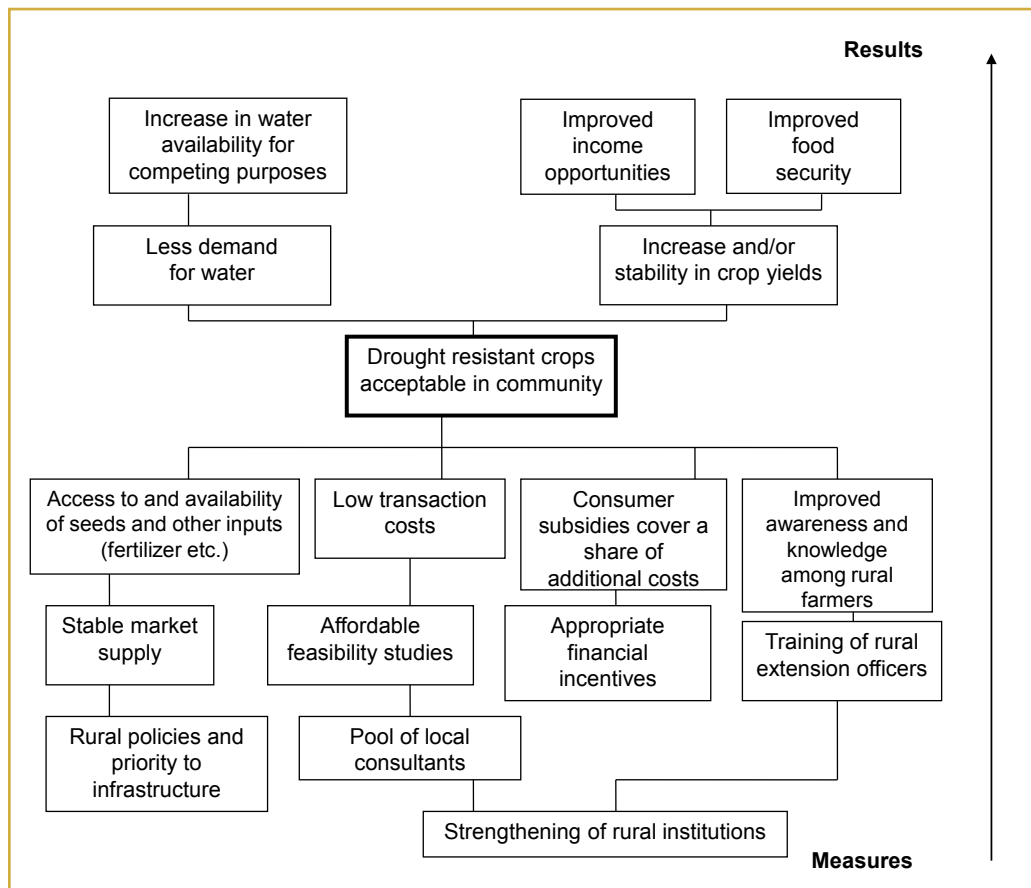 Results
Increase in water
availability for
competing purposes
Improved
income
opportunities
Improved
food
security
Less demand
for water
Increase and/or
stability in crop yields
Drought resistant crops
acceptable in community
Access to and availability
of seeds and other inputs
(fertilizer etc.)
Low transaction
costs
Consumer
subsidies cover a
share of
additional costs
Improved
awareness and
knowledge
among rural
farmers
Stable market
supply
Affordable
feasibility studies
Appropriate
financial
incentives
Training of rural
extension officers
Rural policies and
priority to
infrastructure
Pool of local
consultants
Strengthening of rural institutions
Measures